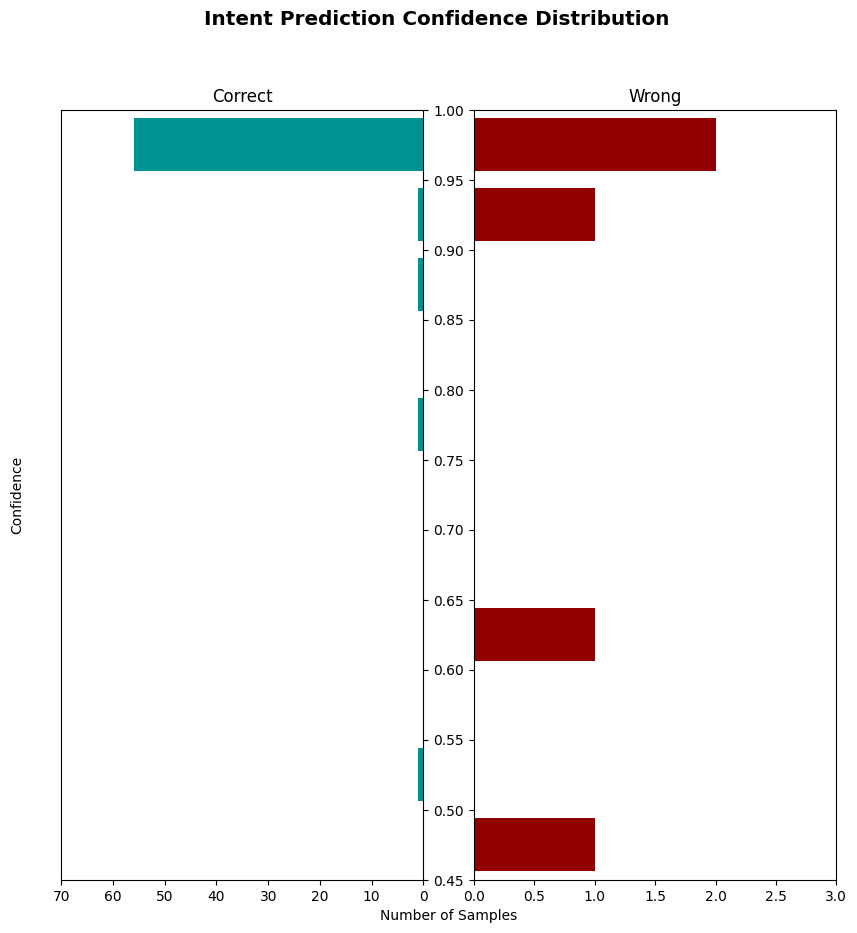 Intent Prediction Confidence Distribution
Correct
Wrong
1.00
0.95
0.90
0.85
0.80
0.75
0.70
0.65
0.60
0.55
0.50
0.45
Confidence
70 60 50 40 30 20 10 0
0.0 0.5 1.0 1.5 2.0 2.5 3.0
Number of Samples